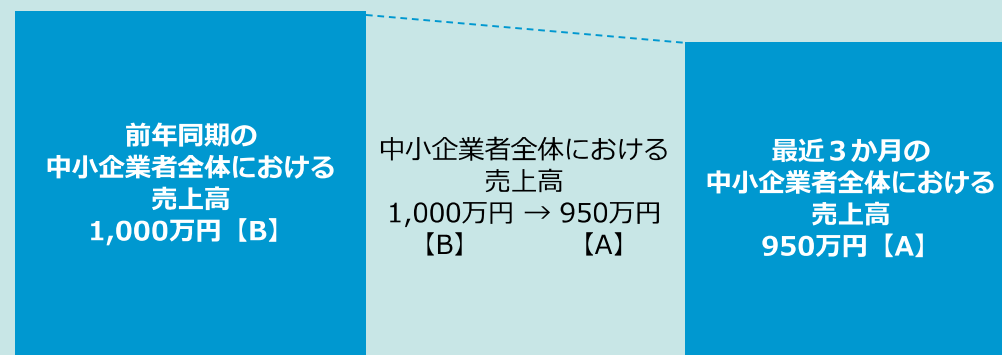 前年同期の
中小企業者全体における
売上高
1,000万円【B】
中小企業者全体における
売上高
1,000万円 → 950万円
【B】 【A】
最近３か月の
中小企業者全体における
売上高
950万円【A】